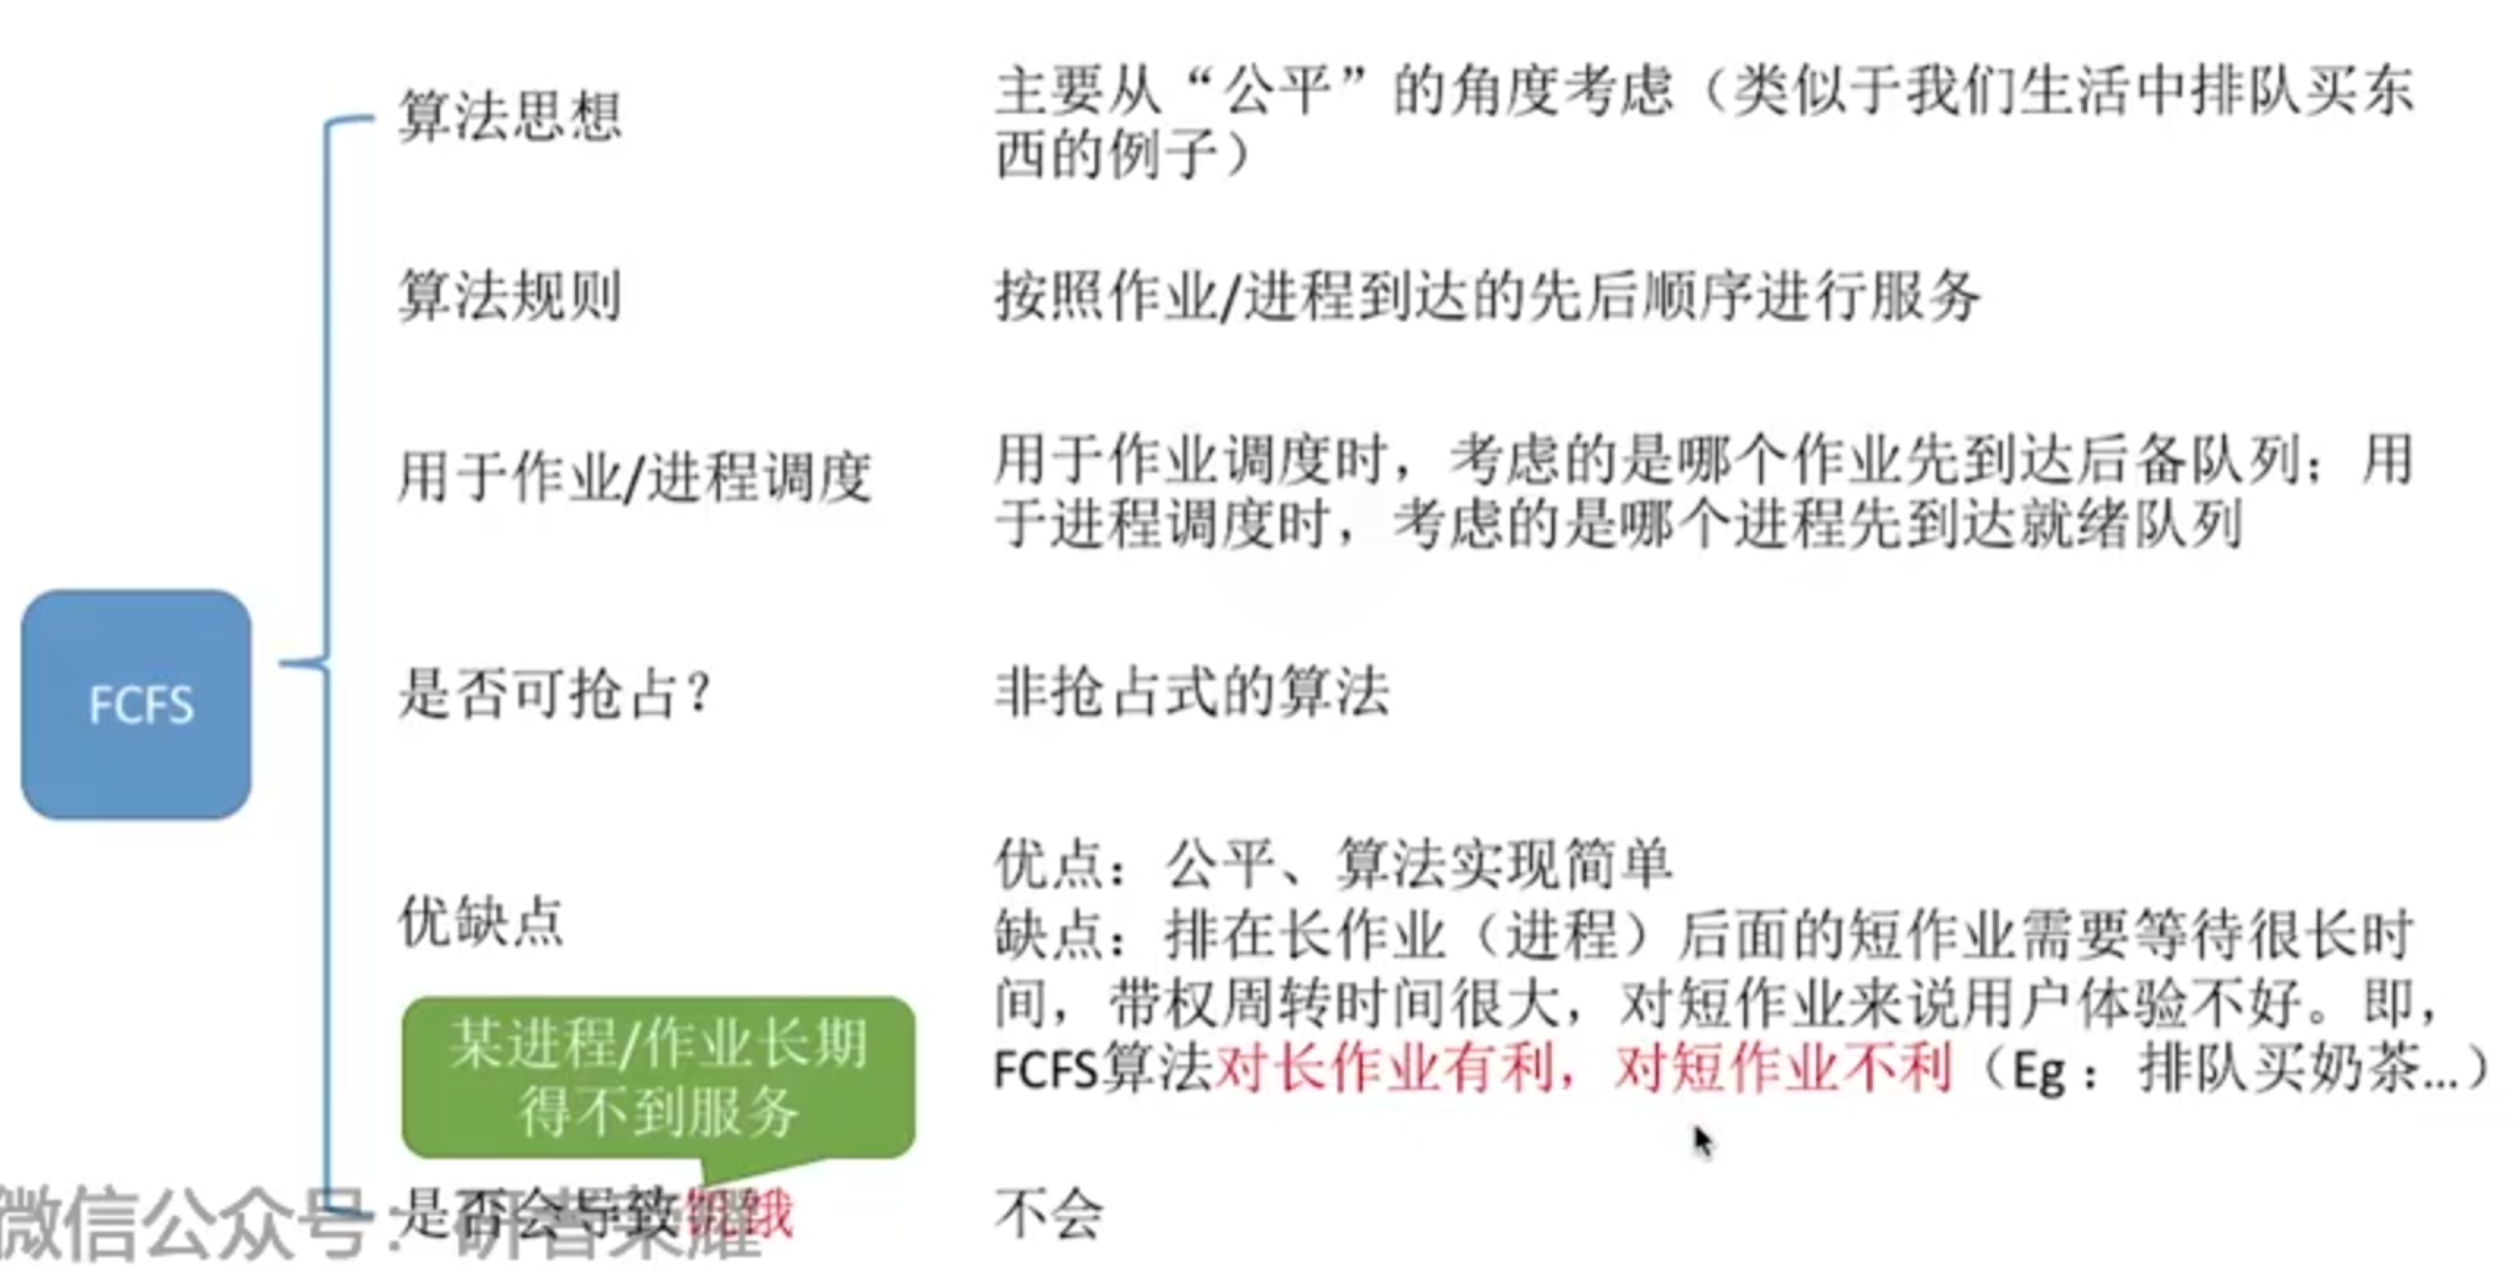 算法思想
主要从“公平”的角度考虑（类似于我们生活中排队买东
西的例子）
算法规则
按照作业/进程到达的先后顺序进行服务
用于作业/进程调度
用于作业调度时，考虑的是哪个作业先到达后备队列；用
于进程调度时，考虑的是哪个进程先到达就绪队列
FCFS
是否可抢占？
非抢占式的算法
优缺点
优点：公平、算法实现简单
缺点：排在长作业（进程）后面的短作业需要等待很长时
间，带权周转时间很大，对短作业来说用户体验不好。即，
FCFS算法对长作业有利，对短作业不利（Eg：排队买奶茶...）
某进程/作业长期
得不到服务
是否会导致饥饿
不会
微信公众号：研者荣耀